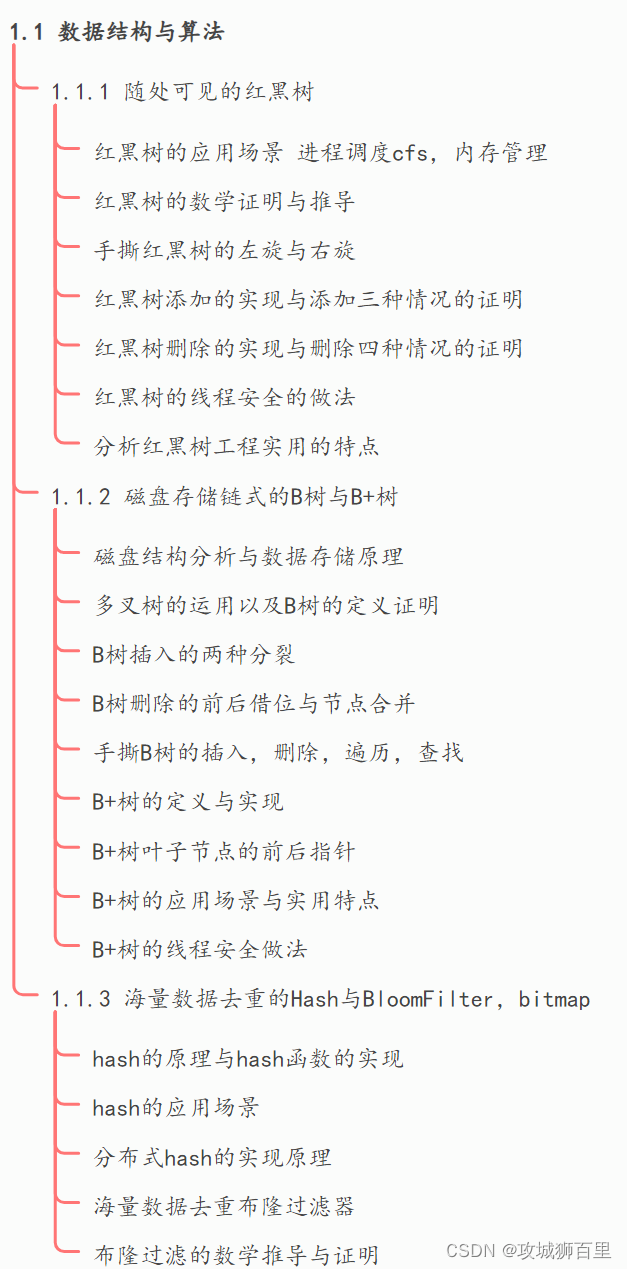 1.1 数据结构与算法
1.1.1 随处可见的红黑树
红黑树的应用场景 进程调度cfs，内存管理
红黑树的数学证明与推导
手撕红黑树的左旋与右旋
红黑树添加的实现与添加三种情况的证明
红黑树删除的实现与删除四种情况的证明
红黑树的线程安全的做法
分析红黑树工程实用的特点
1.1.2 磁盘存储链式的B树与B+树
磁盘结构分析与数据存储原理
多叉树的运用以及B树的定义证明
B树插入的两种分裂
B树删除的前后借位与节点合并
手撕B树的插入，删除，遍历，查找
B+树的定义与实现
B+树叶子节点的前后指针
B+树的应用场景与实用特点
B+树的线程安全做法
1.1.3 海量数据去重的Hash与BloomFilter，bitmap
hash的原理与hash函数的实现
hash的应用场景
分布式hash的实现原理
海量数据去重布隆过滤器
布隆过滤的数学推导与证明
CSDN @攻城狮百里